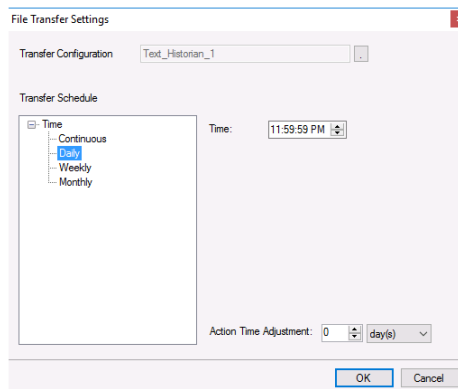 File Transfer Settings
Transfer Configuration Text_Historian_1 .
Transfer Schedule
Time
Continuous
Daily
Weekly
Monthly
Time: 11:59:59 PM
Action Time Adjustment: 0 day(s)
OK Cancel